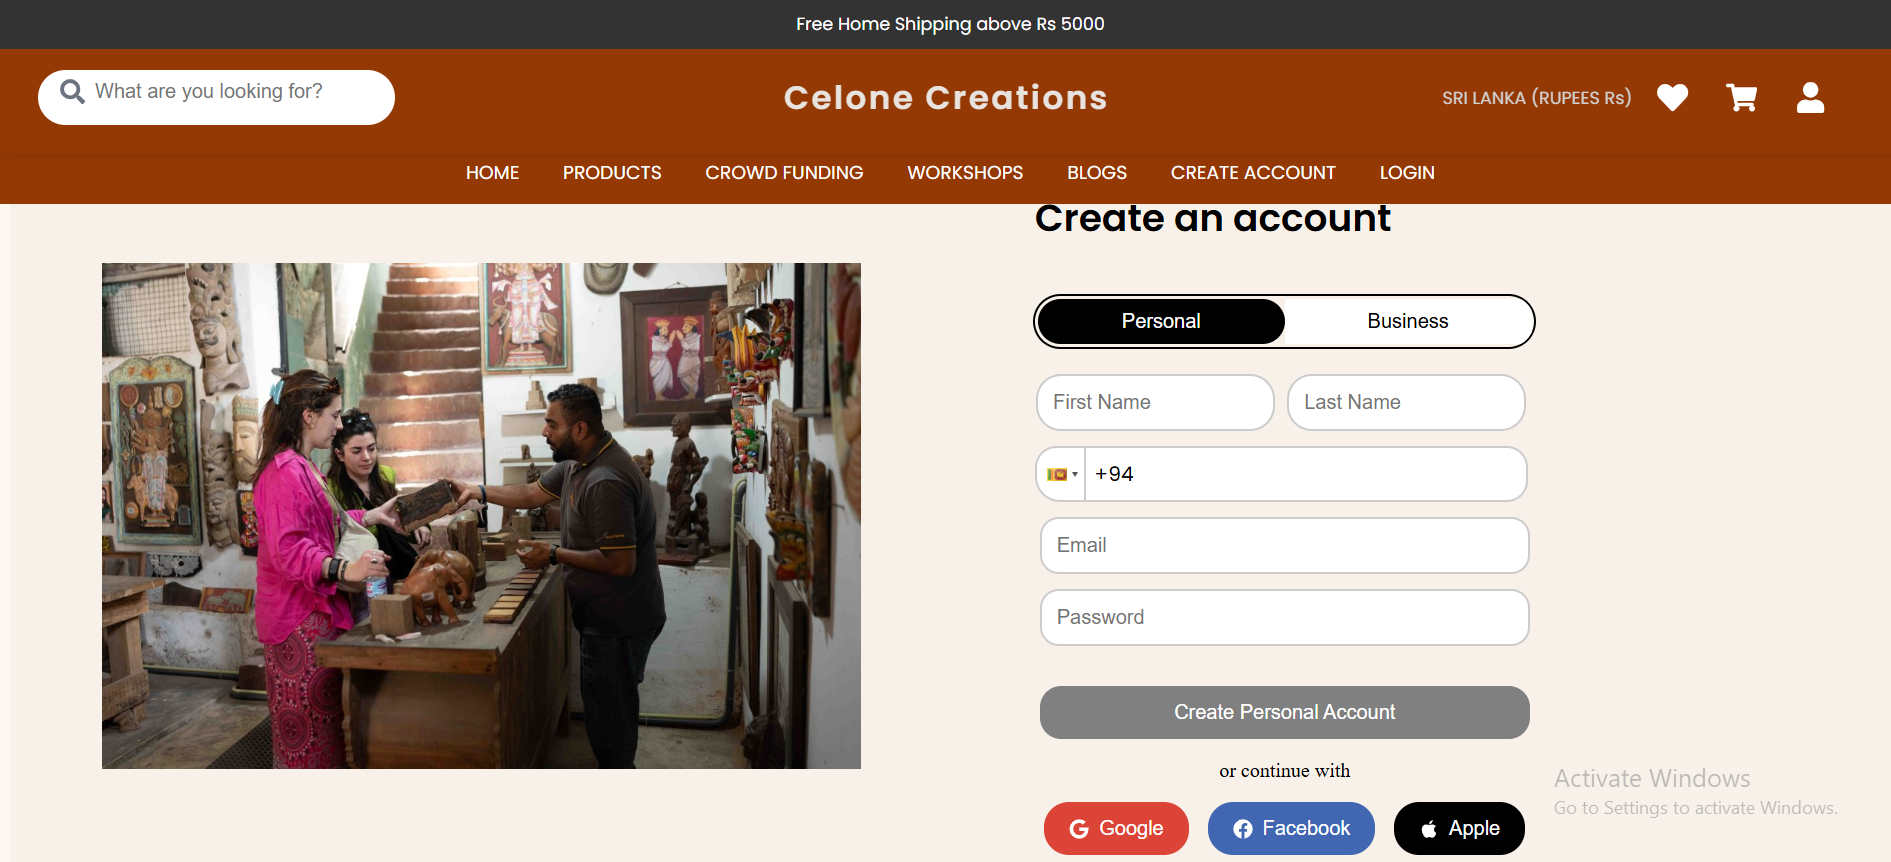 Free Home Shipping above Rs 5000
What are you looking for?
Celone Creations
SRI LANKA (RUPEES Rs)
HOME PRODUCTS CROWD FUNDING WORKSHOPS BLOGS CREATE ACCOUNT LOGIN
Create an account
Personal Business
First Name Last Name
+94
Email
Password
Create Personal Account
or continue with
Google Facebook Apple
Activate Windows
Go to Settings to activate Windows.